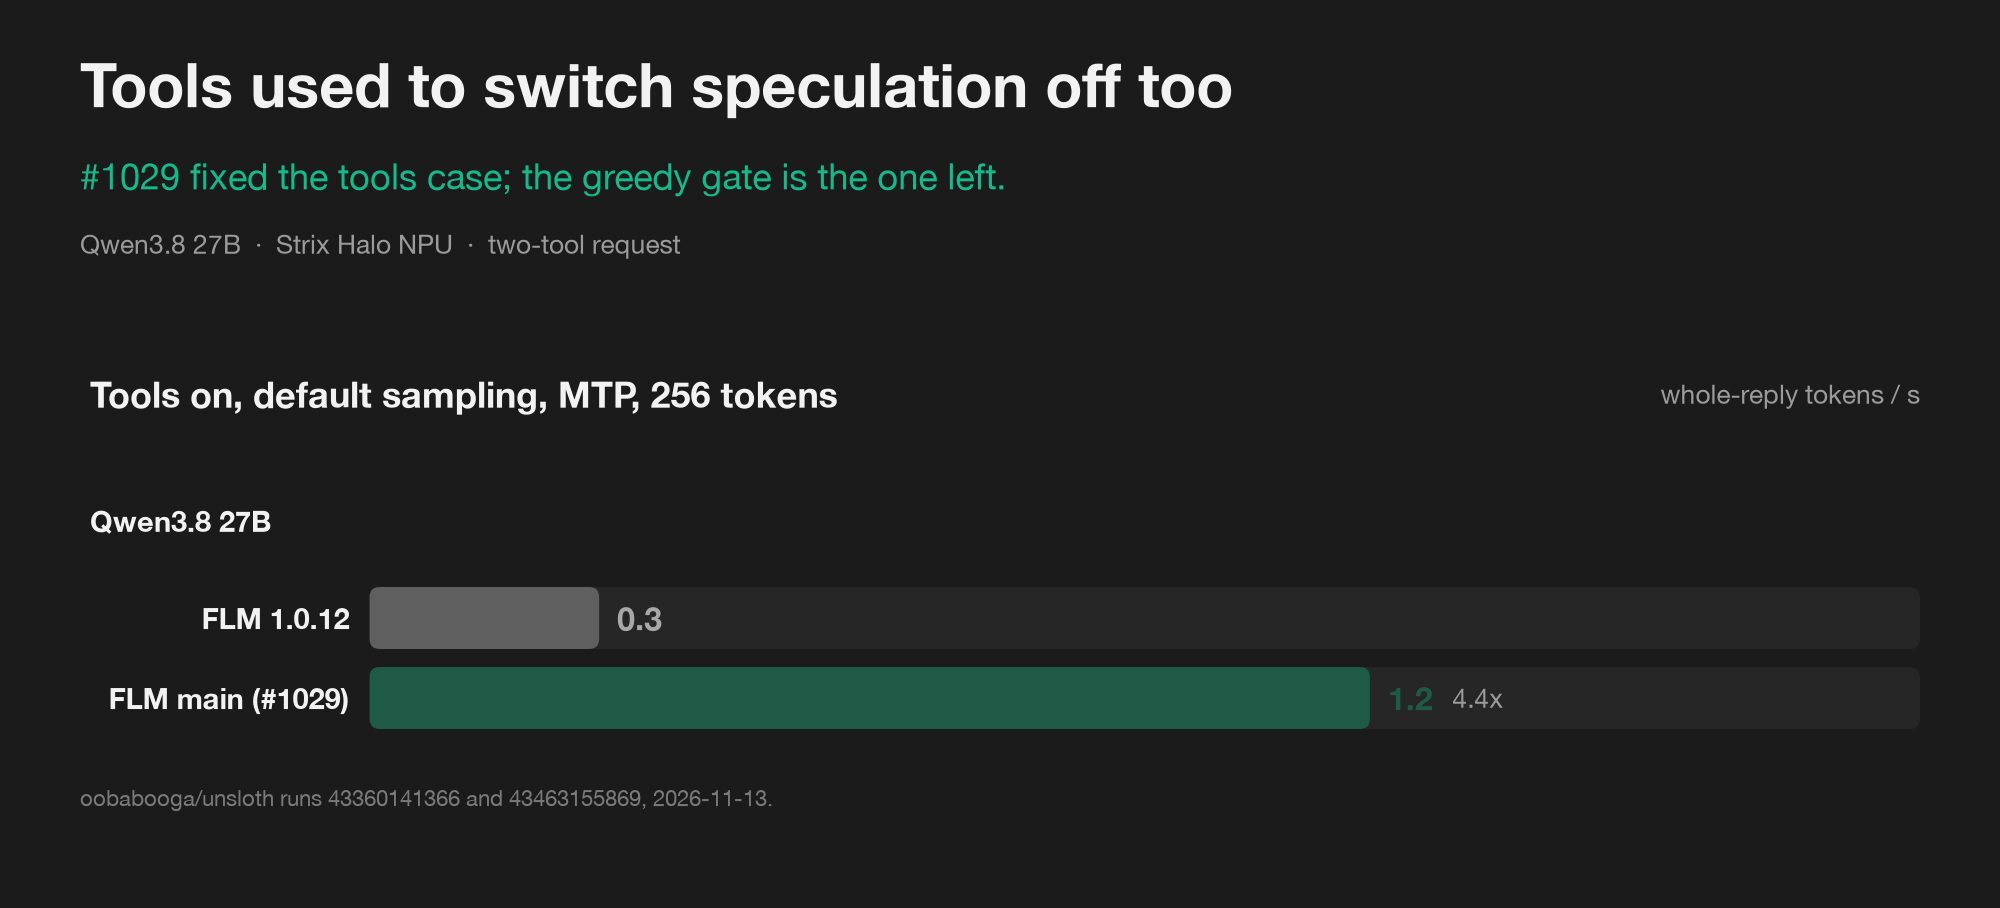 Tools used to switch speculation off too
#1029 fixed the tools case; the greedy gate is the one left.
Qwen3.8 27B · Strix Halo NPU · two-tool request
Tools on, default sampling, MTP, 256 tokens
whole-reply tokens / s
Qwen3.8 27B
FLM 1.0.12 0.3
FLM main (#1029) 1.2 4.4x
oobabooga/unsloth runs 43360141366 and 43463155869, 2026-11-13.